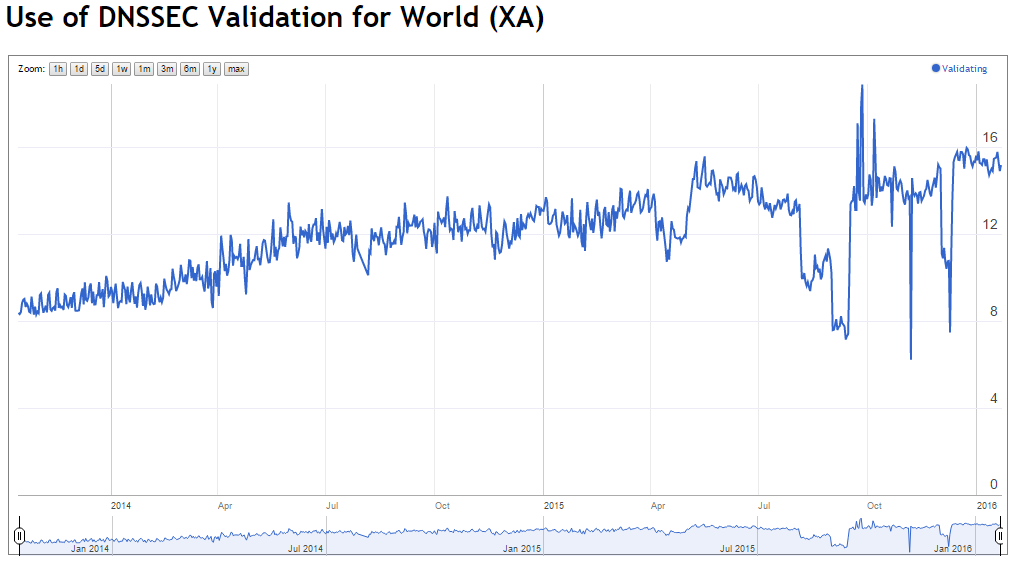 Use of DNSSEC Validation for World (XA)
Zoom: 1h 1d 5d 1w 1m 3m 6m 1y max
Validating
16
12
8
4
0
2014 Apr Jul Oct 2015 Apr Jul Oct 2016
Jan 2014 Jul 2014 Jan 2015 Jul 2015 Jan 2016